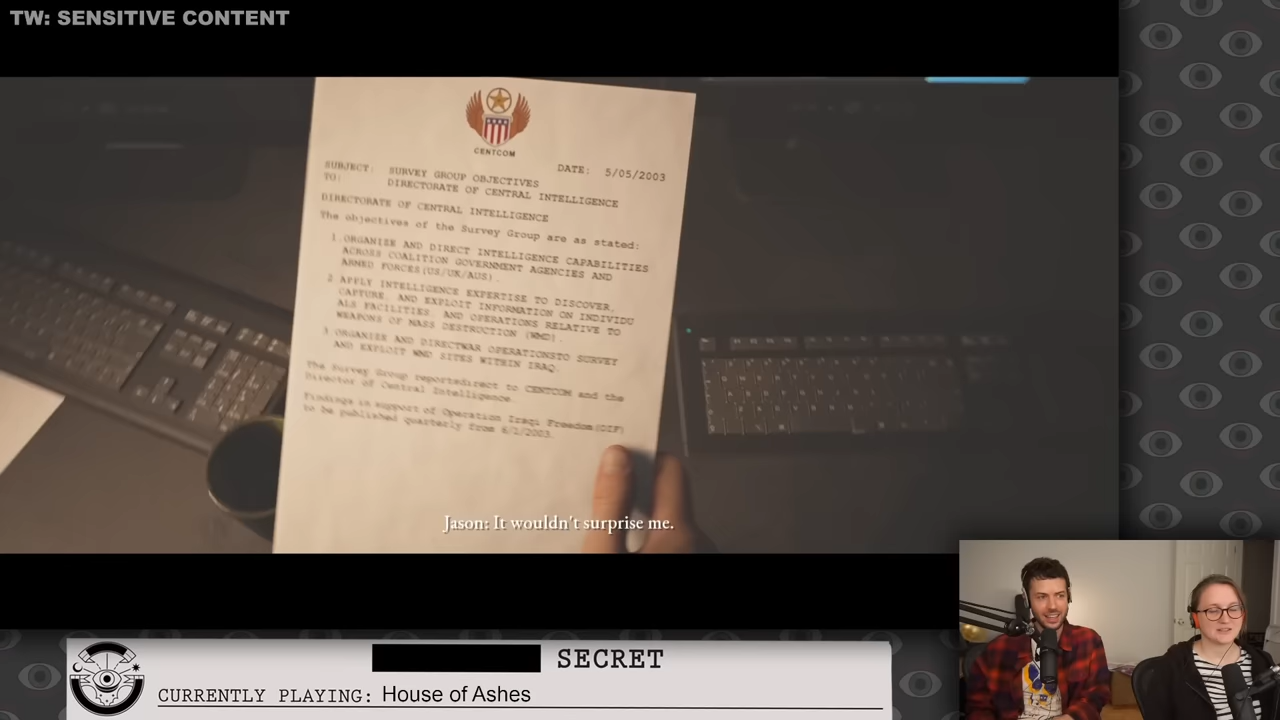 TW: SENSITIVE CONTENT
CENTCOM
DATE: 5/05/2003
SUBJECT: SURVEY GROUP OBJECTIVES
TO: DIRECTORATE OF CENTRAL INTELLIGENCE
DIRECTORATE OF CENTRAL INTELLIGENCE
The objectives of the Survey Group are as stated:
1. ORGANIZE AND DIRECT INTELLIGENCE CAPABILITIES
ACROSS COALITION GOVERNMENT AGENCIES AND
ARMED FORCES(US/UK/AUS).
2. APPLY INTELLIGENCE EXPERTISE TO DISCOVER,
CAPTURE, AND EXPLOIT INFORMATION ON INDIVIDU
ALS FACILITIES, AND OPERATIONS RELATIVE TO
WEAPONS OF MASS DESTRUCTION (WMD).
3. ORGANIZE AND DIRECTWAR OPERATIONSTO SURVEY
AND EXPLOIT WMD SITES WITHIN IRAQ.
The Survey Group reportedirect to CENTCOM and the
Director of Central Intelligence.
Findings in support of Operation Iraqi Freedom(OIF)
to be published quarterly from 6/1/2003.
Jason: It wouldn't surprise me.
SECRET
CURRENTLY PLAYING: House of Ashes